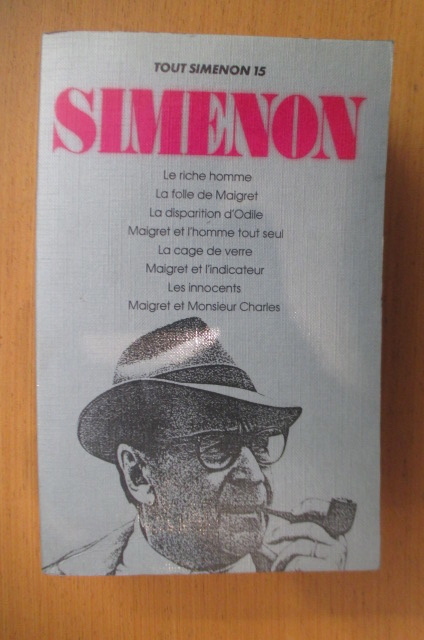 TOUT SIMENON 15
SIMENON
Le riche homme
La folle de Maigret
La disparition d'Odile
Maigret et l'homme tout seul
La cage de verre
Maigret et l'indicateur
Les innocents
Maigret et Monsieur Charles